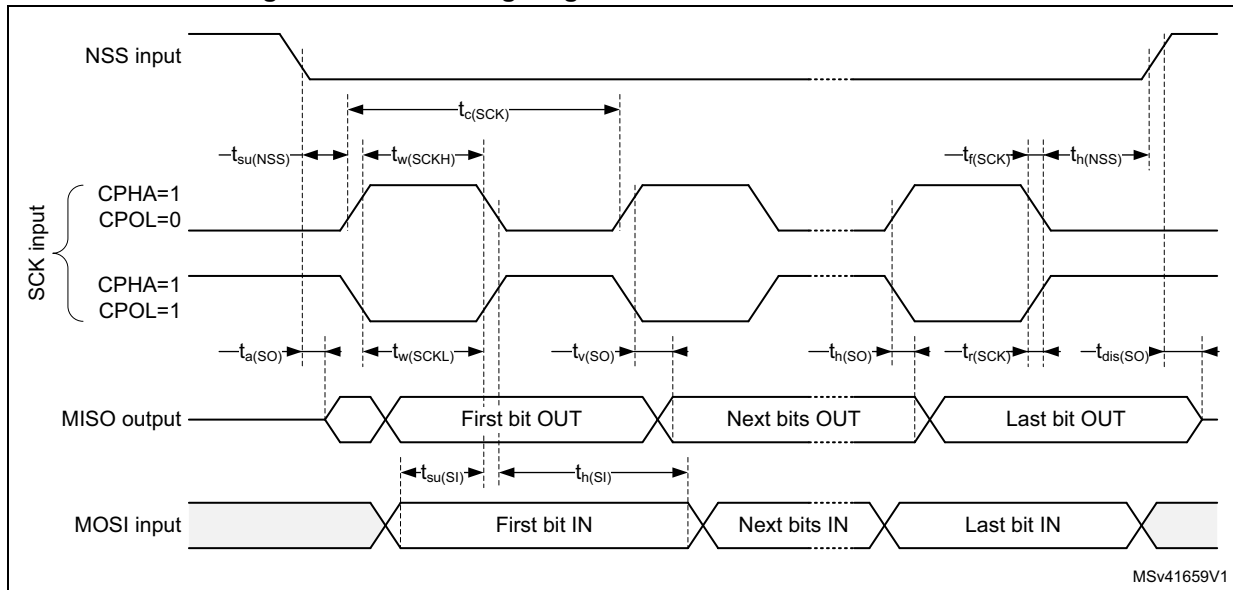 NSS input
tc(SCK)
tsu(NSS) tw(SCKH) tf(SCK) th(NSS)
SCK input
CPHA=1
CPOL=0
CPHA=1
CPOL=1
ta(SO) tw(SCKL) tv(SO) th(SO) tr(SCK) tdis(SO)
MISO output First bit OUT Next bits OUT Last bit OUT
tsu(SI) th(SI)
MOSI input First bit IN Next bits IN Last bit IN
MSv41659V1